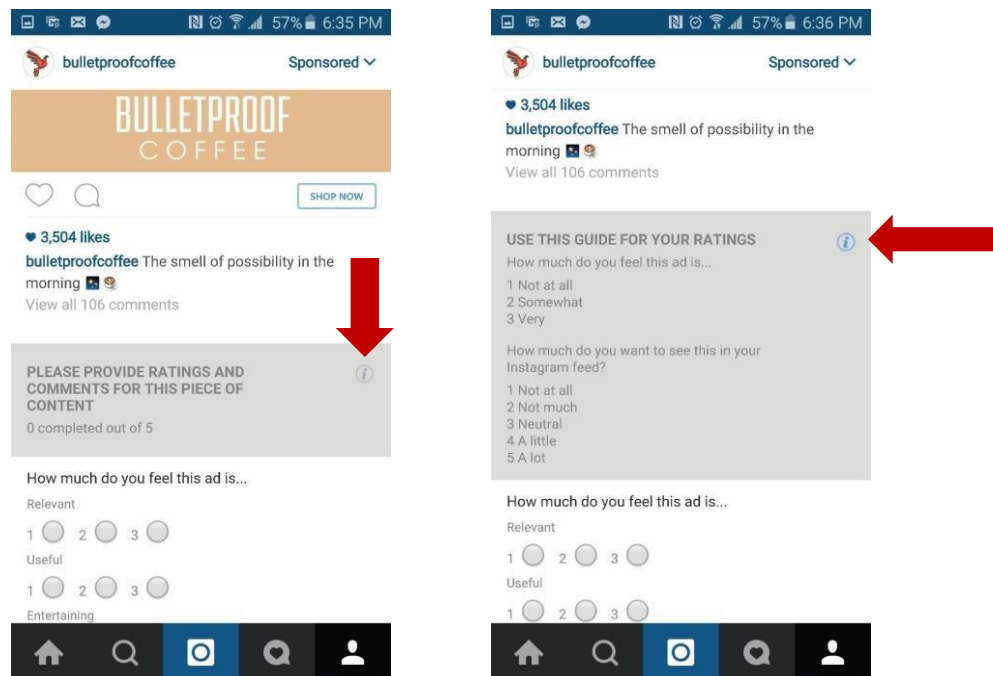 57% 6:35 PM
bulletproofcoffee Sponsored
BULLETPROOF
COFFEE
SHOP NOW
3,504 likes
bulletproofcoffee The smell of possibility in the
morning
View all 106 comments
PLEASE PROVIDE RATINGS AND
COMMENTS FOR THIS PIECE OF
CONTENT
i
0 completed out of 5
How much do you feel this ad is...
Relevant
1 2 3
Useful
1 2 3
Entertaining
57% 6:36 PM
bulletproofcoffee Sponsored
3,504 likes
bulletproofcoffee The smell of possibility in the
morning
View all 106 comments
USE THIS GUIDE FOR YOUR RATINGS i
How much do you feel this ad is...
1 Not at all
2 Somewhat
3 Very
How much do you want to see this in your
Instagram feed?
1 Not at all
2 Not much
3 Neutral
4 A little
5 A lot
How much do you feel this ad is...
Relevant
1 2 3
Useful
1 2 3